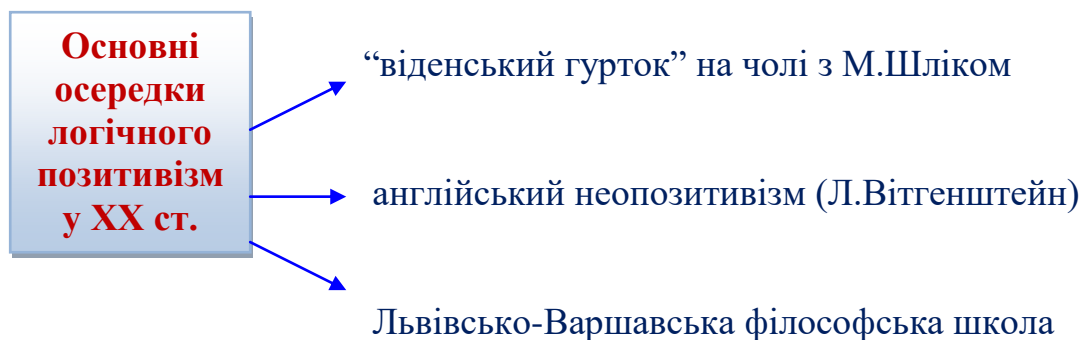 Основні
осередки
логічного
позитивізм
у ХХ ст.
“віденський гурток” на чолі з М.Шліком
англійський неопозитивізм (Л.Вітгенштейн)
Львівсько-Варшавська філософська школа